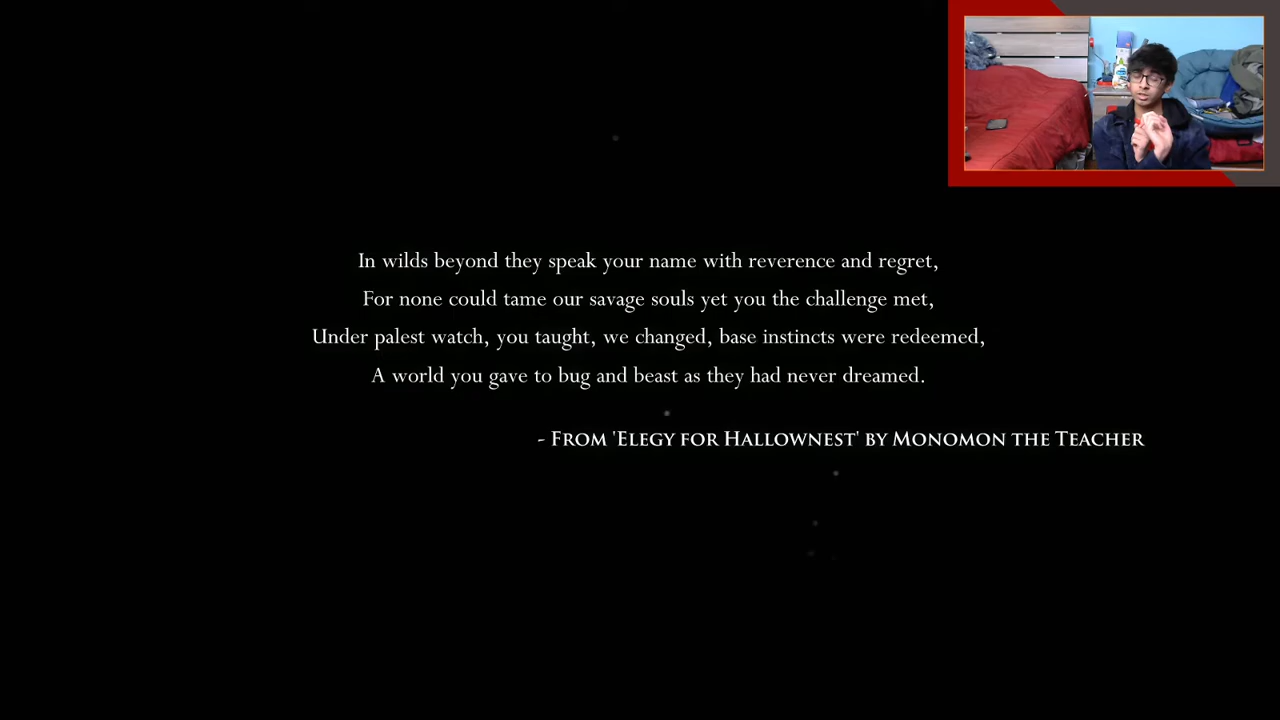 In wilds beyond they speak your name with reverence and regret,
For none could tame our savage souls yet you the challenge met,
Under palest watch, you taught, we changed, base instincts were redeemed,
A world you gave to bug and beast as they had never dreamed.
- From 'Elegy for Hallownest' by Monomon the Teacher